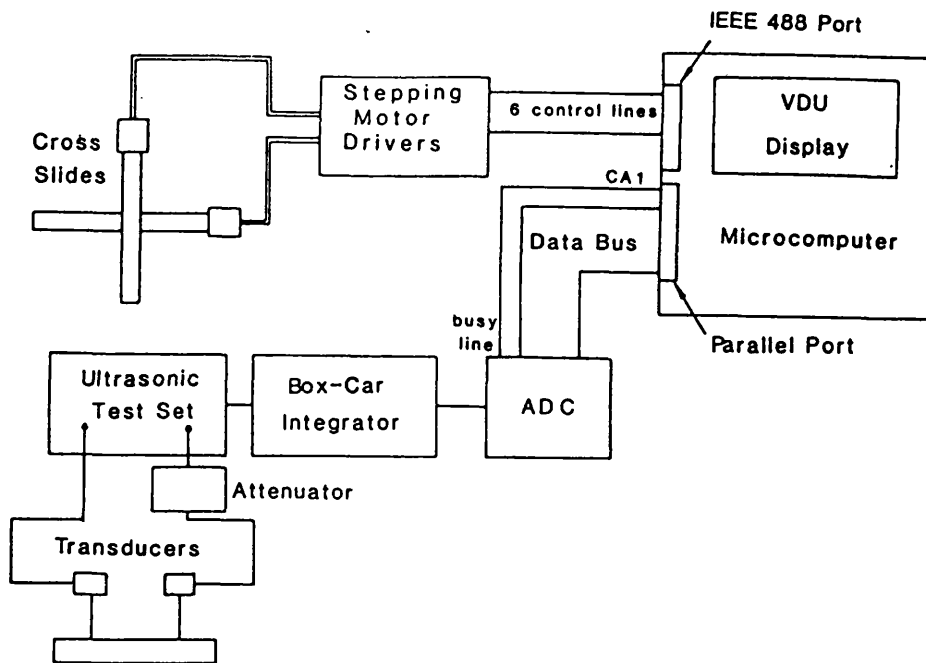 IEEE 488 Port
Stepping
Motor
Drivers
6 control lines
VDU
Display
Cross
Slides
CA1
Data Bus
Microcomputer
busy
line
Parallel Port
Ultrasonic
Test Set
Box-Car
Integrator
ADC
Attenuator
Transducers